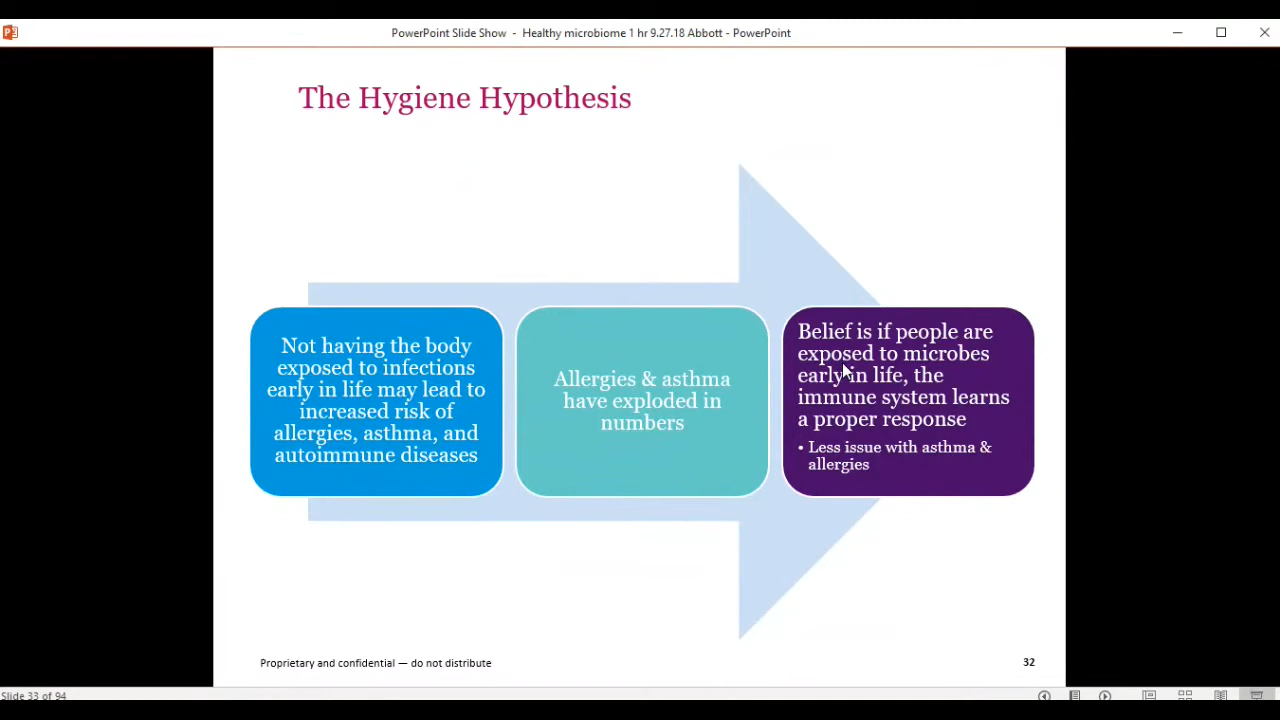 PowerPoint Slide Show - Healthy microbiome 1 hr 9.27.18 Abbott - PowerPoint
The Hygiene Hypothesis
Not having the body
exposed to infections
early in life may lead to
increased risk of
allergies, asthma, and
autoimmune diseases
Allergies & asthma
have exploded in
numbers
Belief is if people are
exposed to microbes
early in life, the
immune system learns
a proper response
• Less issue with asthma &
allergies
Proprietary and confidential — do not distribute
32
Slide 33 of 94